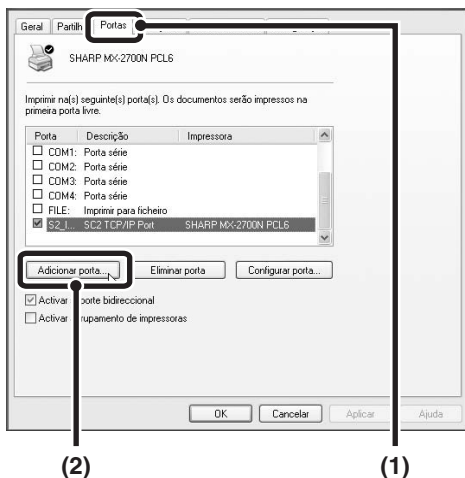 Geral Partilh Portas
SHARP MX-2700N PCL6
Imprimir na(s) seguinte(s) porta(s). Os documentos serão impressos na
primeira porta livre.
Porta Descrição Impressora
COM1: Porta série
COM2: Porta série
COM3: Porta série
COM4: Porta série
FILE: Imprimir para ficheiro
S2_I... SC2 TCP/IP Port SHARP MX-2700N PCL6
Adicionar porta... Eliminar porta Configurar porta...
Activar porte bidireccional
Activar rupamento de impressoras
OK Cancelar Aplicar Ajuda
(2) (1)